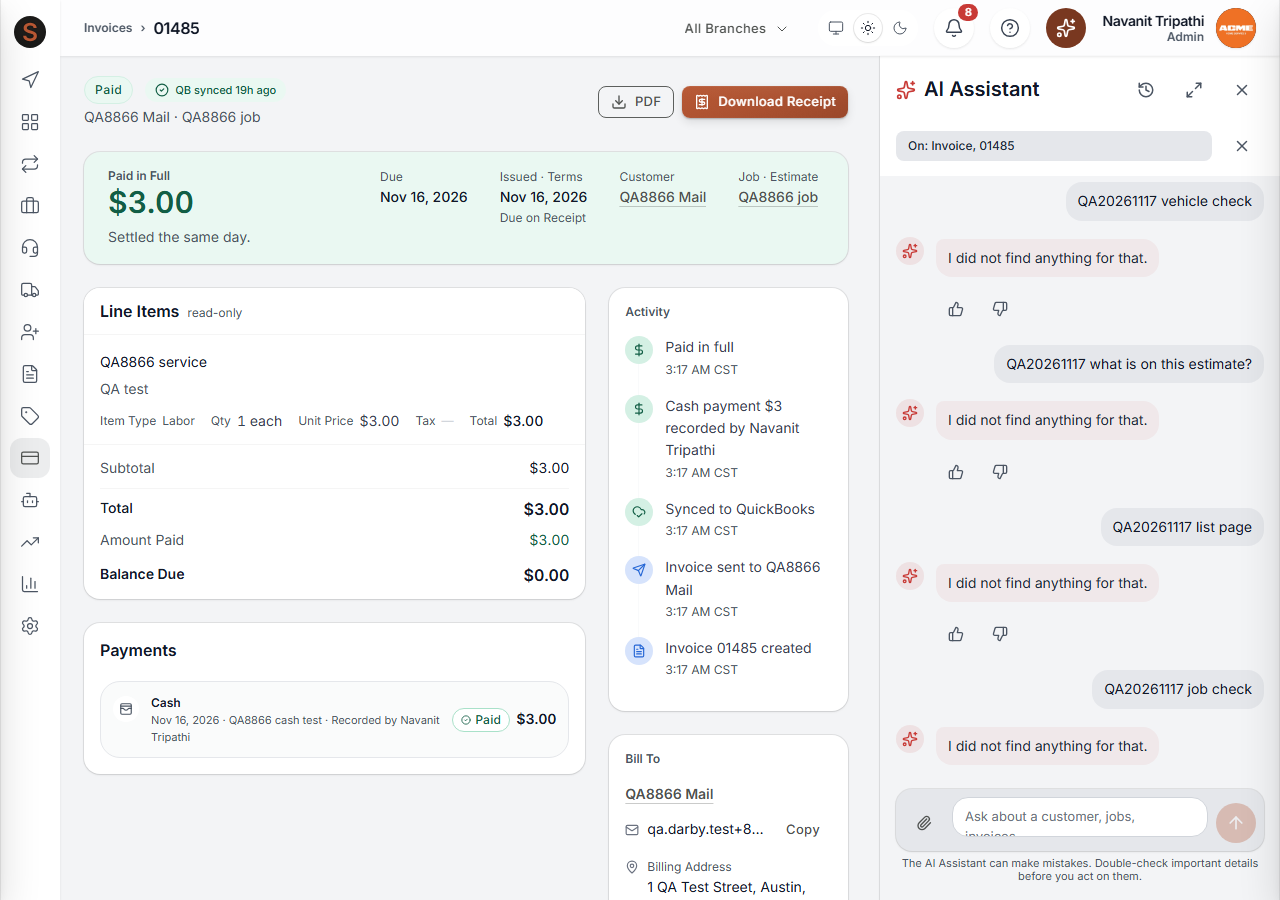 S
Invoices › 01485
All Branches
8
Navanit Tripathi
Admin
ACME
Paid
QB synced 19h ago
QA8866 Mail · QA8866 job
PDF
Download Receipt
Paid in Full
$3.00
Settled the same day.
Due
Nov 16, 2026
Issued · Terms
Nov 16, 2026
Due on Receipt
Customer
QA8866 Mail
Job · Estimate
QA8866 job
Line Items read-only
QA8866 service
QA test
Item Type Labor Qty 1 each Unit Price $3.00 Tax — Total $3.00
Subtotal $3.00
Total $3.00
Amount Paid $3.00
Balance Due $0.00
Payments
Cash
Nov 16, 2026 · QA8866 cash test · Recorded by Navanit
Tripathi
Paid $3.00
Activity
Paid in full
3:17 AM CST
Cash payment $3
recorded by Navanit
Tripathi
3:17 AM CST
Synced to QuickBooks
3:17 AM CST
Invoice sent to QA8866
Mail
3:17 AM CST
Invoice 01485 created
3:17 AM CST
Bill To
QA8866 Mail
qa.darby.test+8... Copy
Billing Address
1 QA Test Street, Austin,
AI Assistant
On: Invoice, 01485
QA20261117 vehicle check
I did not find anything for that.
QA20261117 what is on this estimate?
I did not find anything for that.
QA20261117 list page
I did not find anything for that.
QA20261117 job check
I did not find anything for that.
Ask about a customer, jobs,
invoices
The AI Assistant can make mistakes. Double-check important details
before you act on them.